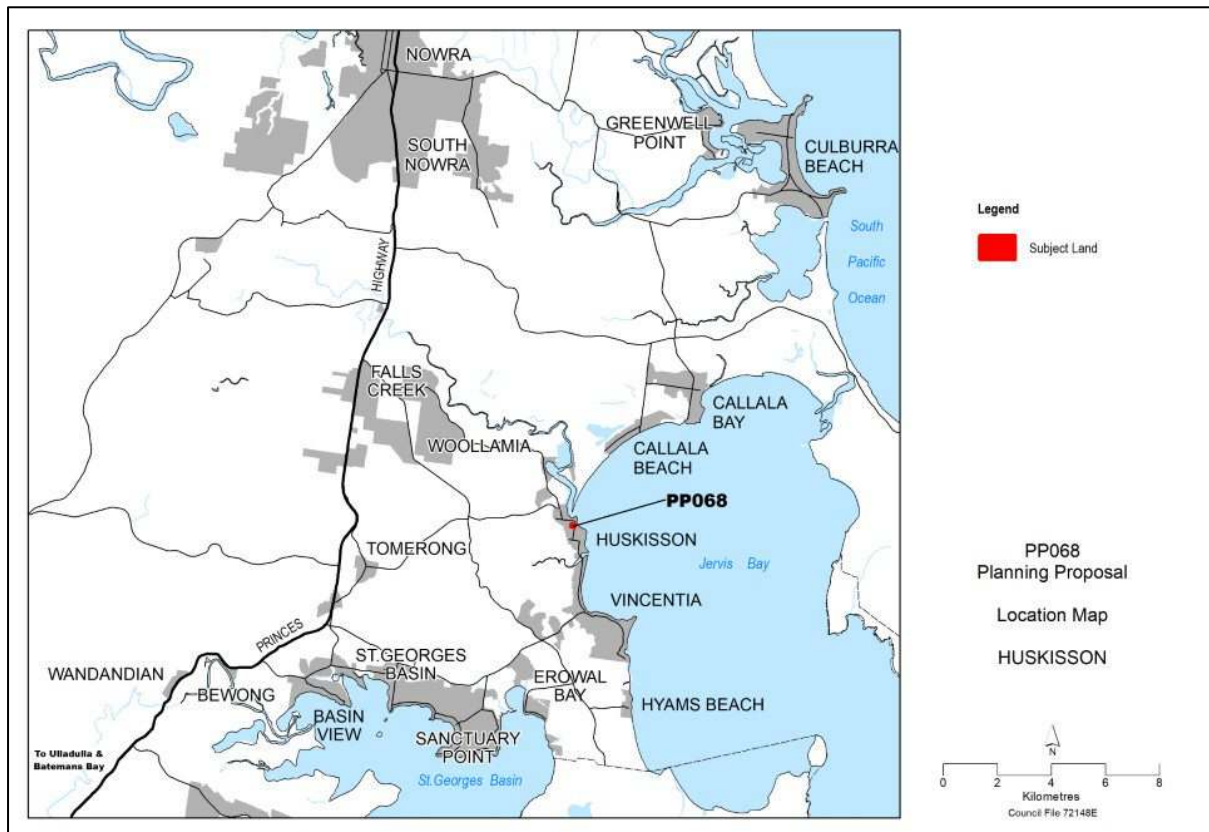 NOWRA
SOUTH
NOWRA
GREENWELL
POINT
CULBURRA
BEACH
South
Pacific
Ocean
HIGHWAY
FALLS
CREEK
WOOLLAMIA
CALLALA
BAY
CALLALA
BEACH
PP068
HUSKISSON
Jervis Bay
TOMERONG
VINCENTIA
PRINCES
ST.GEORGES
BASIN
WANDANDIAN
BEWONG
BASIN
VIEW
EROWAL
BAY
HYAMS BEACH
SANCTUARY
POINT
St.Georges Basin
To Ulladulla &
Batemans Bay
Legend
Subject Land
PP068
Planning Proposal
Location Map
HUSKISSON
N
0 2 4 6 8
Kilometres
Council File 72148E